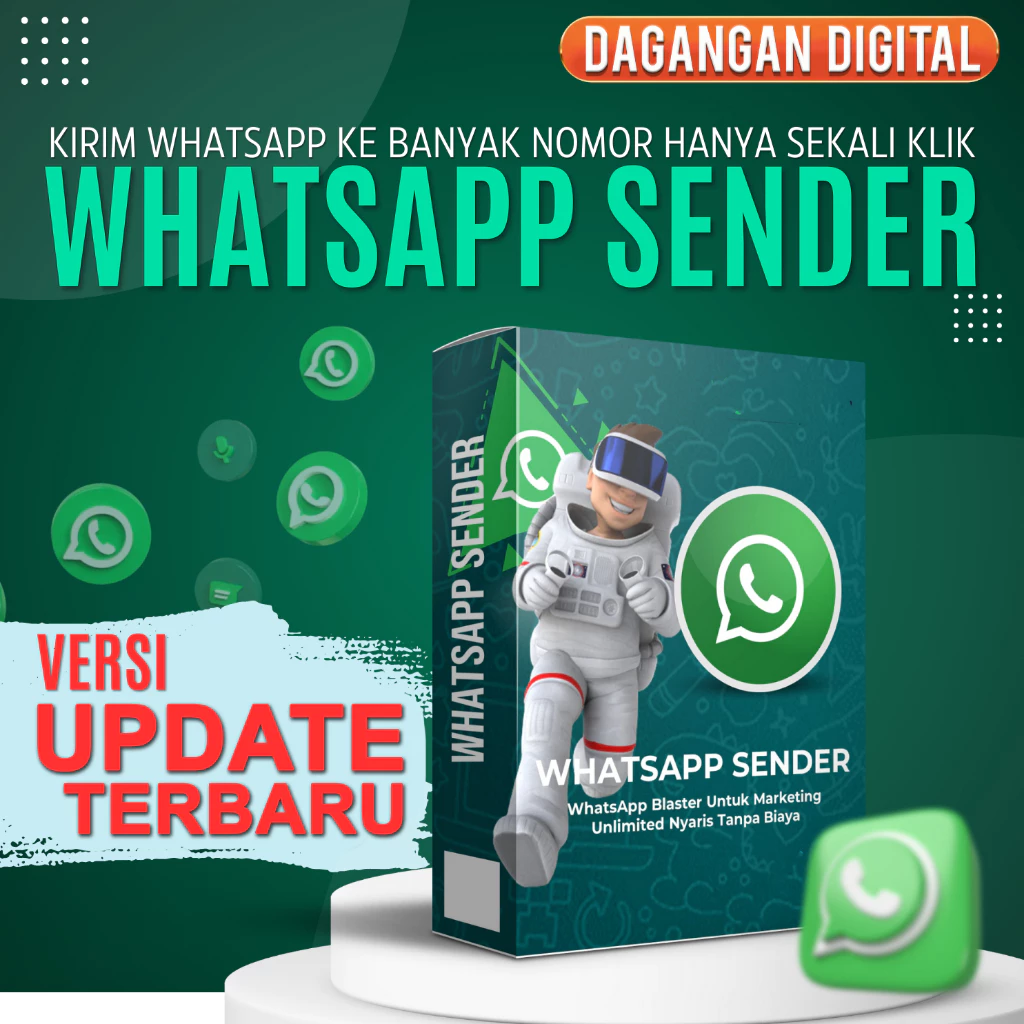 DAGANGAN DIGITAL
KIRIM WHATSAPP KE BANYAK NOMOR HANYA SEKALI KLIK
WHATSAPP SENDER
WHATSAPP SENDER
VERSI
UPDATE
TERBARU
WHATSAPP SENDER
WhatsApp Blaster Untuk Marketing
Unlimited Nyaris Tanpa Biaya